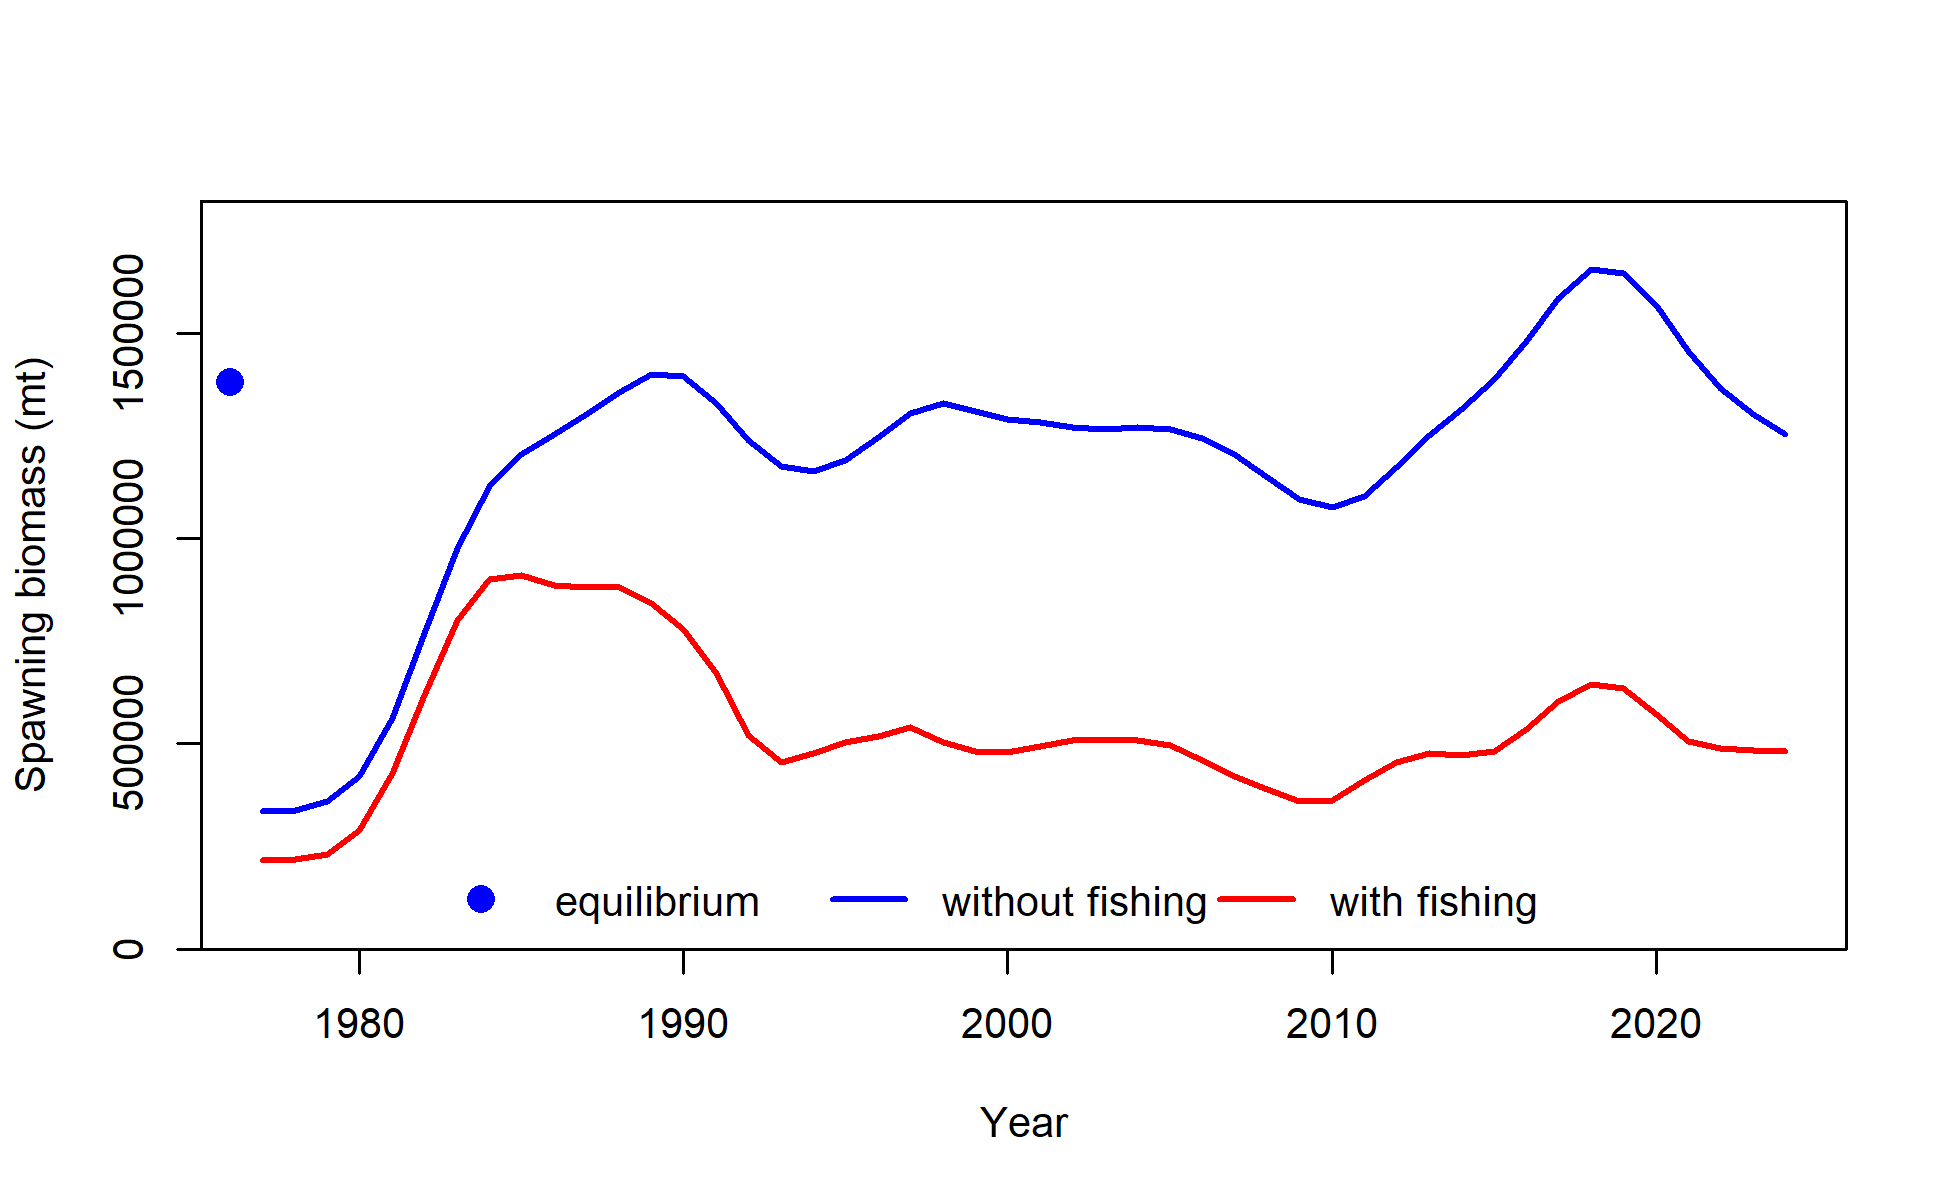 Spawning biomass (mt)
1500000
1000000
500000
0
equilibrium without fishing with fishing
1980 1990 2000 2010 2020
Year